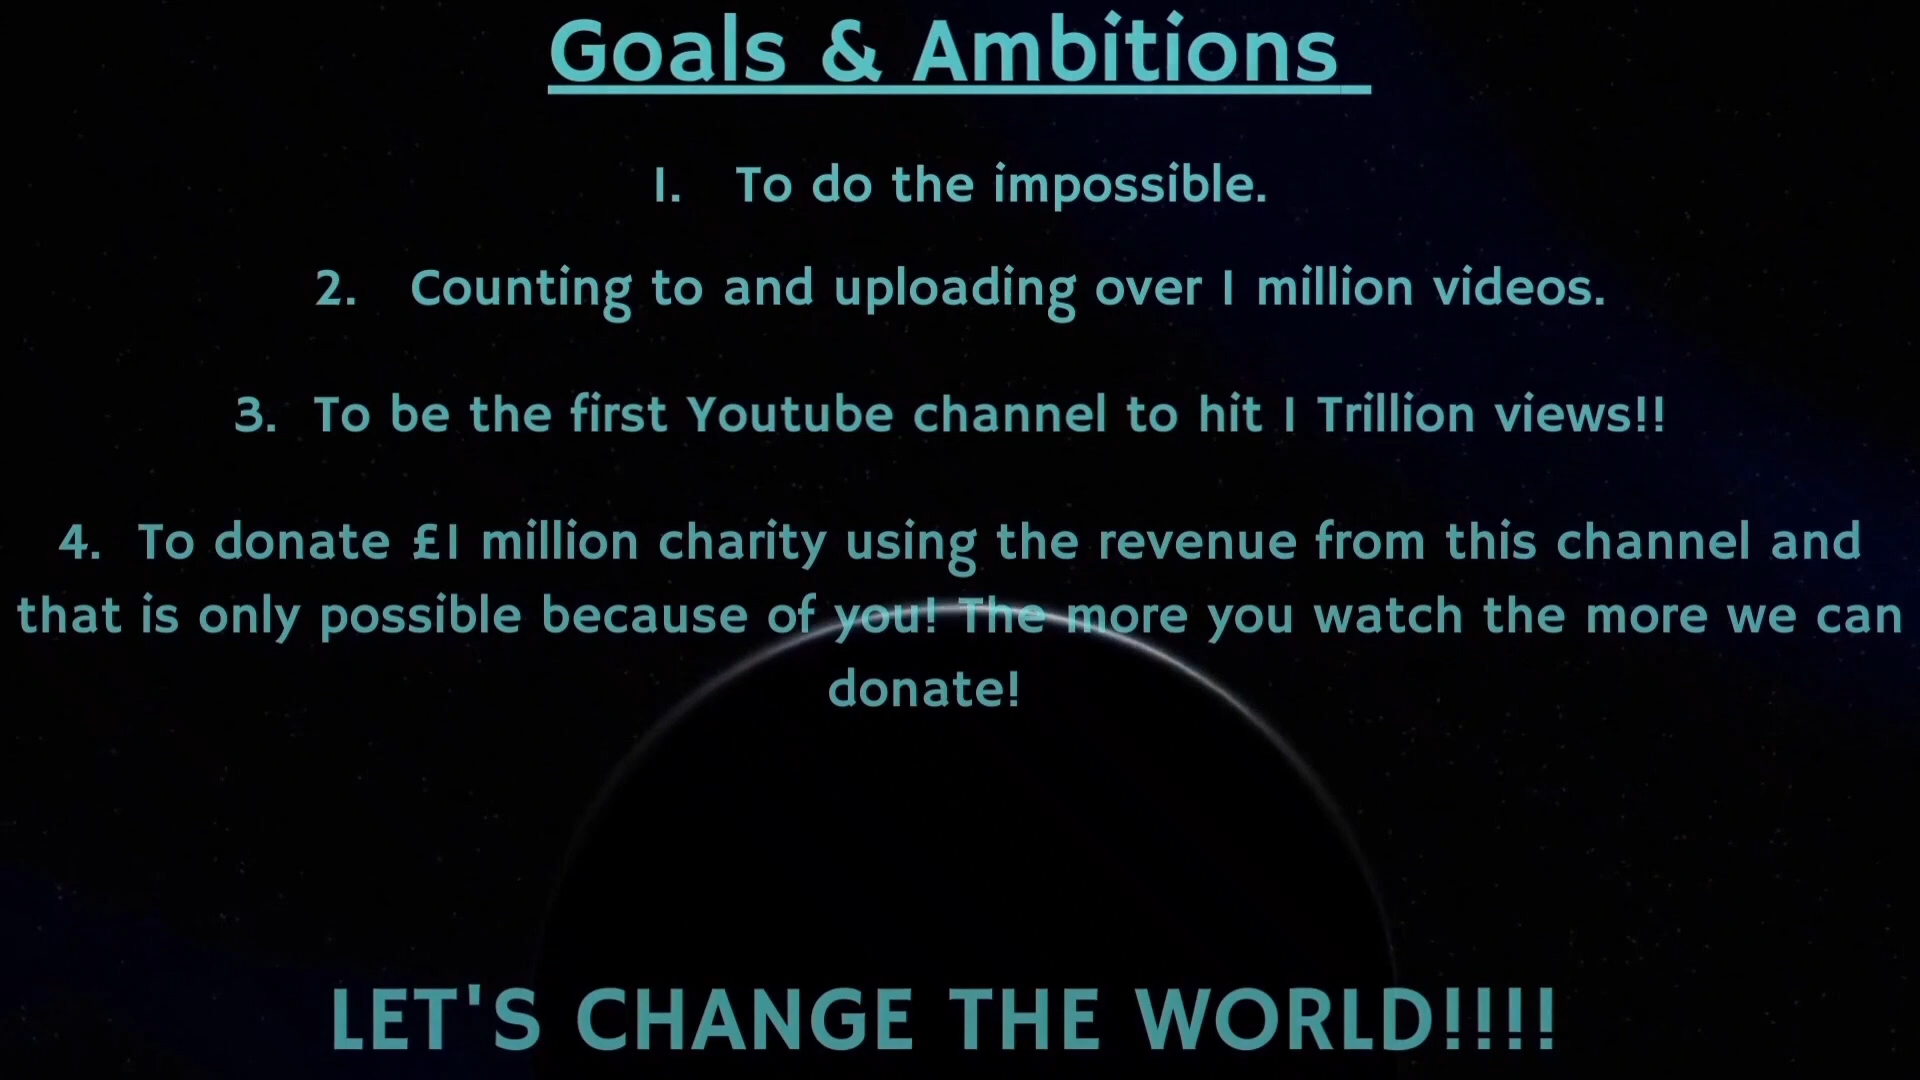 Goals & Ambitions
1. To do the impossible.
2. Counting to and uploading over 1 million videos.
3. To be the first Youtube channel to hit 1 Trillion views!!
4. To donate £1 million charity using the revenue from this channel and
that is only possible because of you! The more you watch the more we can
donate!
LET'S CHANGE THE WORLD!!!!